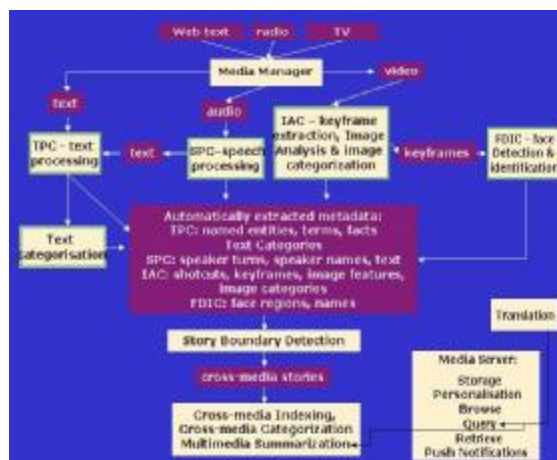 Web text
radio
TV
Media Manager
text
audio
video
TPC - text
processing
text
SPC-speech
processing
IAC - keyframe
extraction, Image
Analysis & image
categorization
keyframes
FDIC - face
Detection &
identification
Text
categorisation
Automatically extracted metadata:
TPC: named entities, terms, facts
Text Categories
SPC: speaker turns, speaker names, text
IAC: shotcuts, keyframes, image features,
image categories
FDIC: face regions, names
Translation
Story Boundary Detection
cross-media stories
Cross-media Indexing,
Cross-media Categorization
Multimedia Summarization
Media Server:
Storage
Personalisation
Browse
Query
Retrieve
Push Notifications